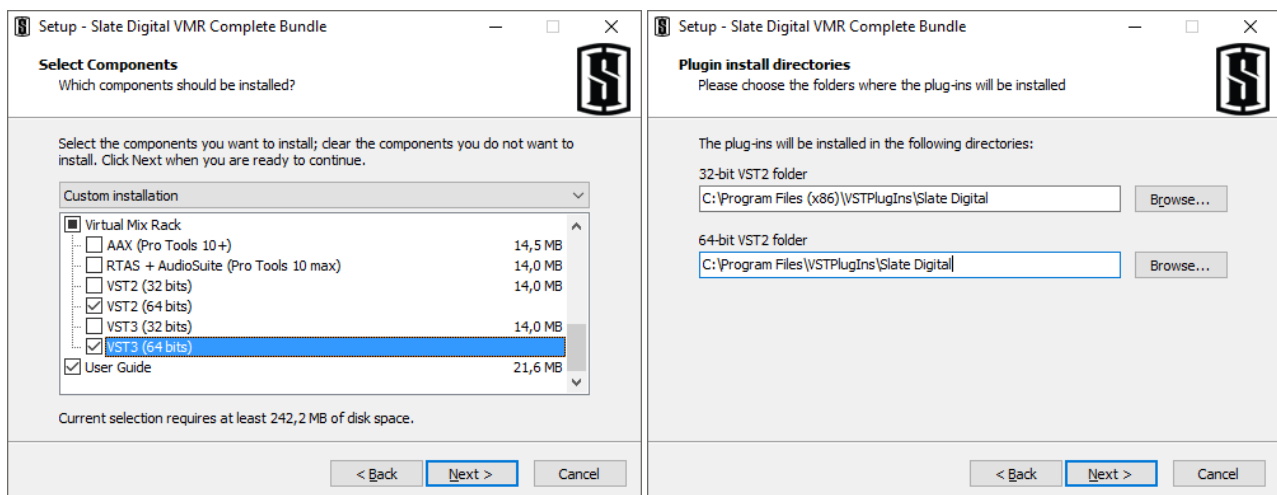 Setup - Slate Digital VMR Complete Bundle
Select Components
Which components should be installed?
Select the components you want to install; clear the components you do not want to
install. Click Next when you are ready to continue.
Custom installation
Virtual Mix Rack
AAX (Pro Tools 10+) 14,5 MB
RTAS + AudioSuite (Pro Tools 10 max) 14,0 MB
VST2 (32 bits) 14,0 MB
VST2 (64 bits)
VST3 (32 bits) 14,0 MB
VST3 (64 bits)
User Guide 21,6 MB
Current selection requires at least 242,2 MB of disk space.
< Back Next > Cancel
Setup - Slate Digital VMR Complete Bundle
Plugin install directories
Please choose the folders where the plug-ins will be installed
The plug-ins will be installed in the following directories:
32-bit VST2 folder
C:\Program Files (x86)\VSTPlugIns\Slate Digital Browse...
64-bit VST2 folder
C:\Program Files\VSTPlugIns\Slate Digital Browse...
< Back Next > Cancel